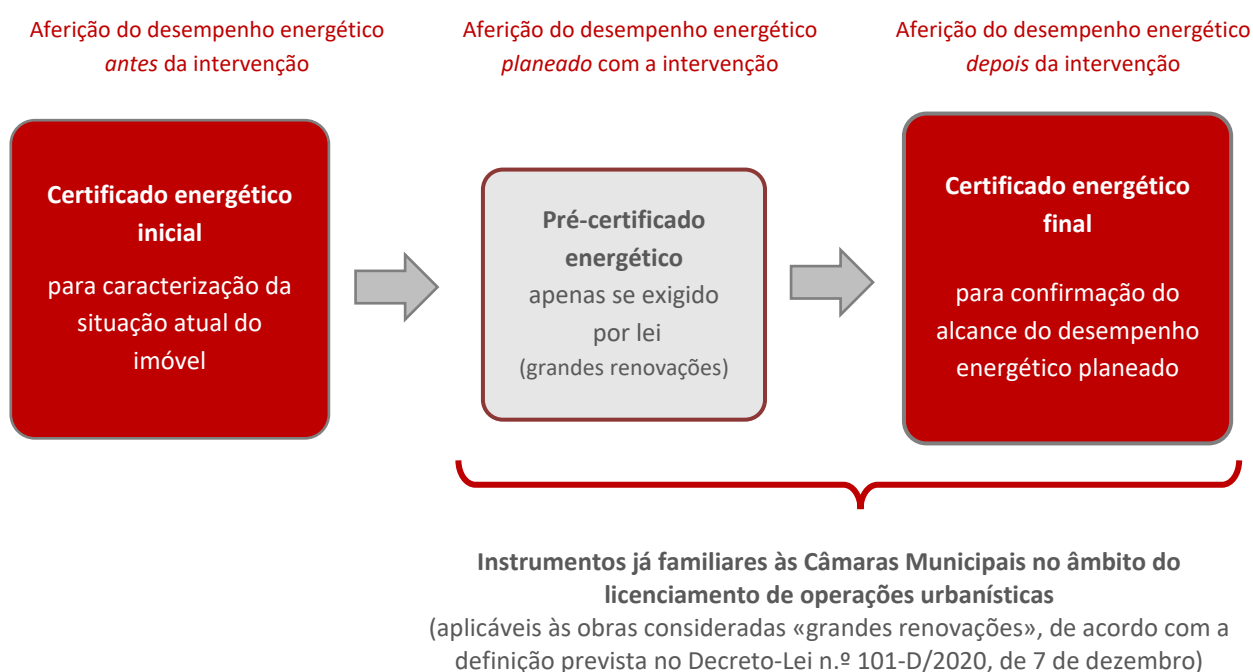 Aferição do desempenho energético
antes da intervenção
Aferição do desempenho energético
planeado com a intervenção
Aferição do desempenho energético
depois da intervenção
Certificado energético
inicial
para caracterização da
situação atual do
imóvel
Pré-certificado
energético
apenas se exigido
por lei
(grandes renovações)
Certificado energético
final
para confirmação do
alcance do desempenho
energético planeado
Instrumentos já familiares às Câmaras Municipais no âmbito do
licenciamento de operações urbanísticas
(aplicáveis às obras consideradas «grandes renovações», de acordo com a
definição prevista no Decreto-Lei n.º 101-D/2020, de 7 de dezembro)